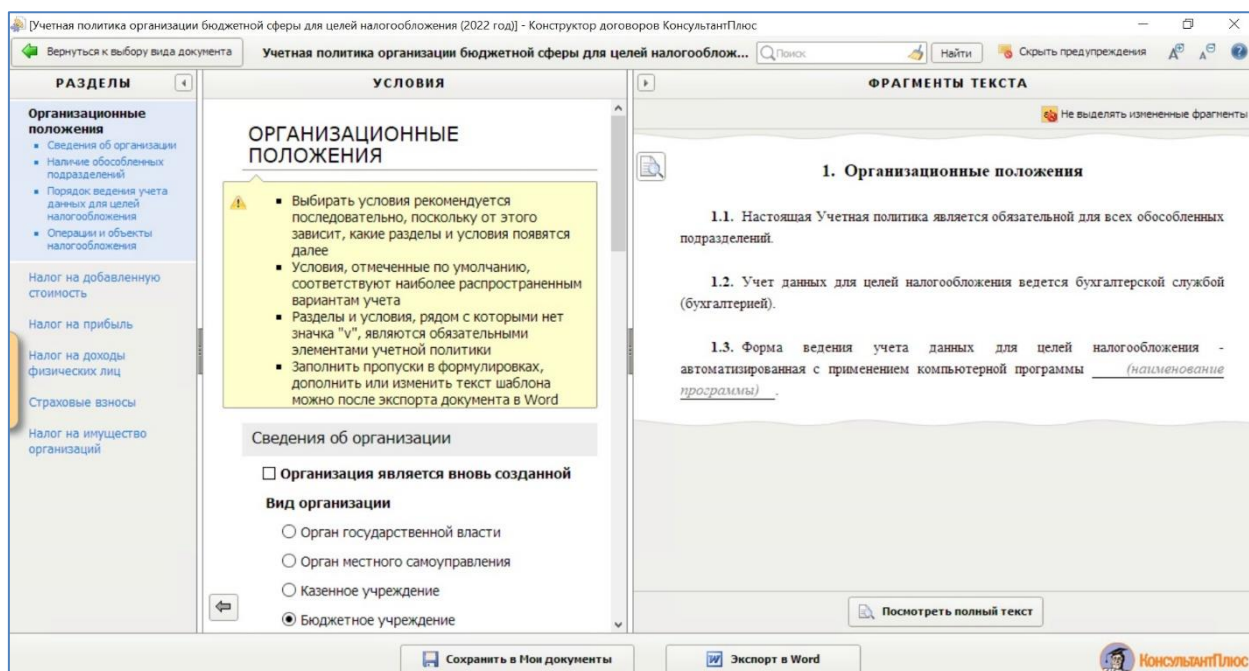 [Учетная политика организации бюджетной сферы для целей налогообложения (2022 год)] - Конструктор договоров КонсультантПлюс
Вернуться к выбору вида документа
Учетная политика организации бюджетной сферы для целей налогооблож...
Поиск
Найти
Скрыть предупреждения
РАЗДЕЛЫ
Организационные
положения
Сведения об организации
Наличие обособленных
подразделений
Порядок ведения учета
данных для целей
налогообложения
Операции и объекты
налогообложения
Налог на добавленную
стоимость
Налог на прибыль
Налог на доходы
физических лиц
Страховые взносы
Налог на имущество
организаций
УСЛОВИЯ
ОРГАНИЗАЦИОННЫЕ
ПОЛОЖЕНИЯ
Выбирать условия рекомендуется
последовательно, поскольку от этого
зависит, какие разделы и условия появятся
далее
Условия, отмеченные по умолчанию,
соответствуют наиболее распространенным
вариантам учета
Разделы и условия, рядом с которыми нет
значка "v", являются обязательными
элементами учетной политики
Заполнить пропуски в формулировках,
дополнить или изменить текст шаблона
можно после экспорта документа в Word
Сведения об организации
Организация является вновь созданной
Вид организации
Орган государственной власти
Орган местного самоуправления
Казенное учреждение
Бюджетное учреждение
ФРАГМЕНТЫ ТЕКСТА
Не выделять измененные фрагменты
1. Организационные положения
1.1. Настоящая Учетная политика является обязательной для всех обособленных
подразделений.
1.2. Учет данных для целей налогообложения ведется бухгалтерской службой
(бухгалтерией).
1.3. Форма ведения учета данных для целей налогообложения -
автоматизированная с применением компьютерной программы ___ (наименование
программы) __.
Посмотреть полный текст
Сохранить в Мои документы
Экспорт в Word
КонсультантПлюс